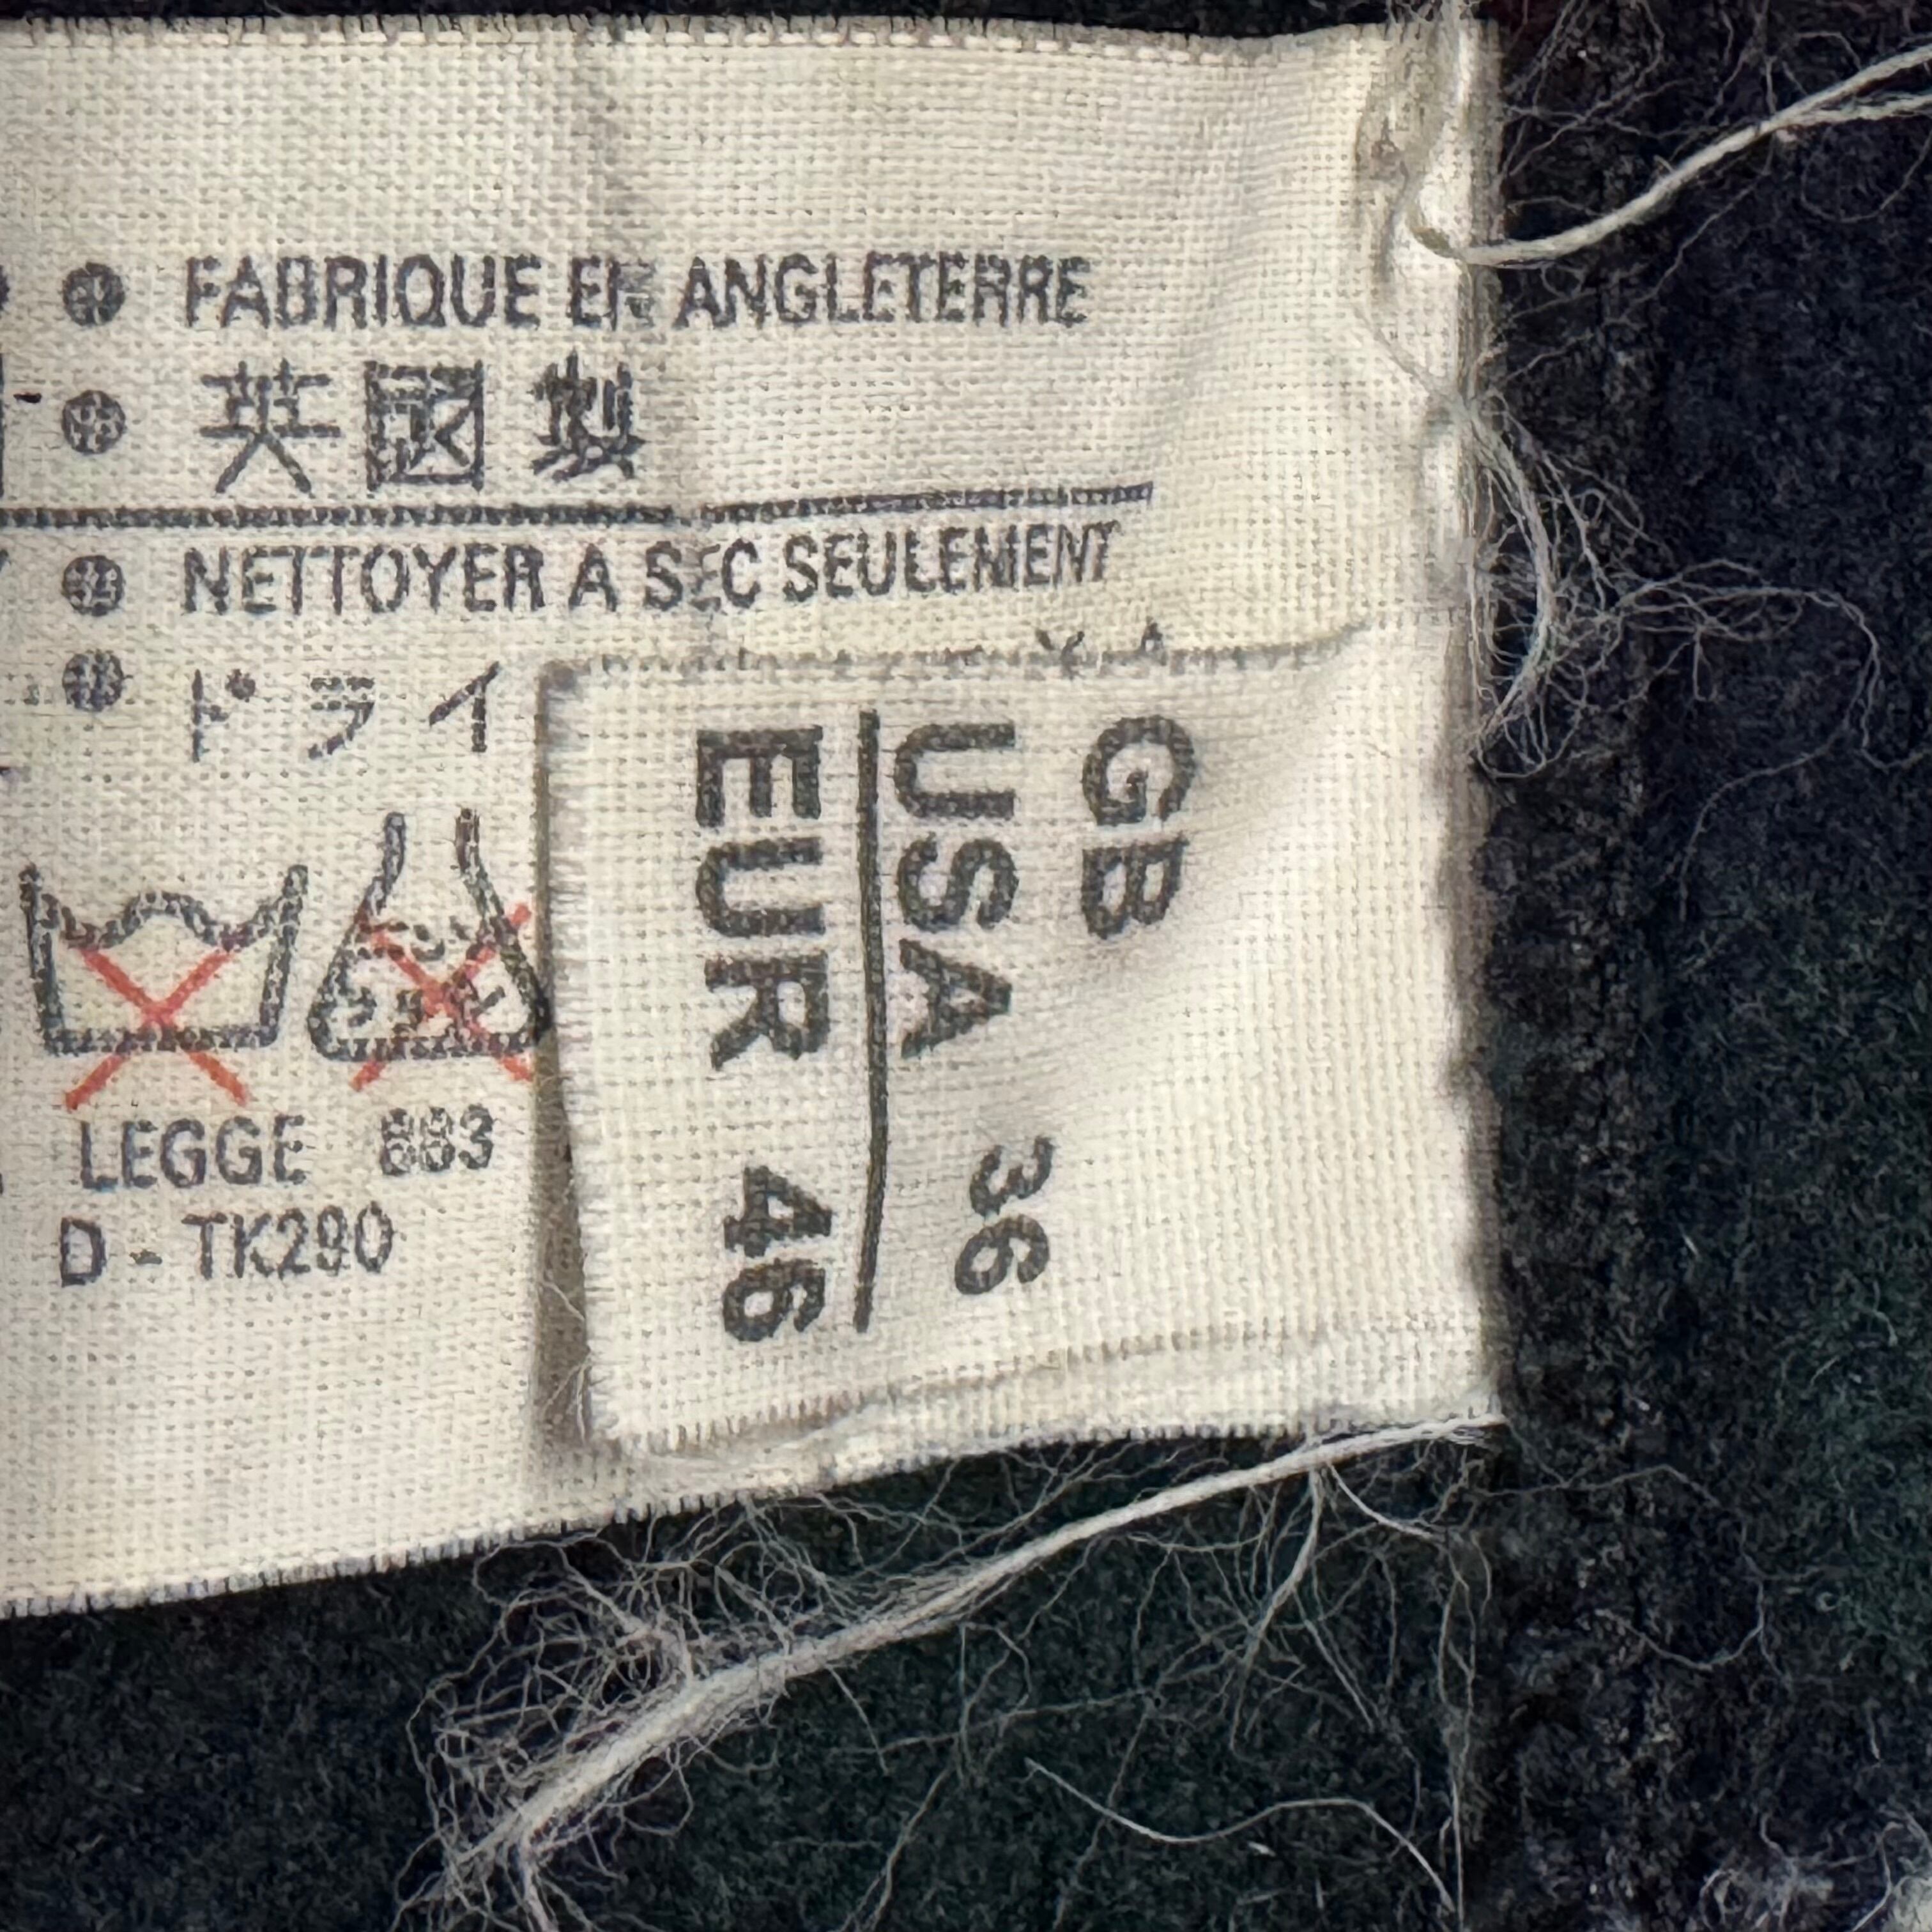 ● FABRIQUE EN ANGLETERRE
● 英國製
● NETTOYER A SEC SEULEMENT
● ドライ
LEGGE 883
D - TK290
GB
USA 36
EUR 46